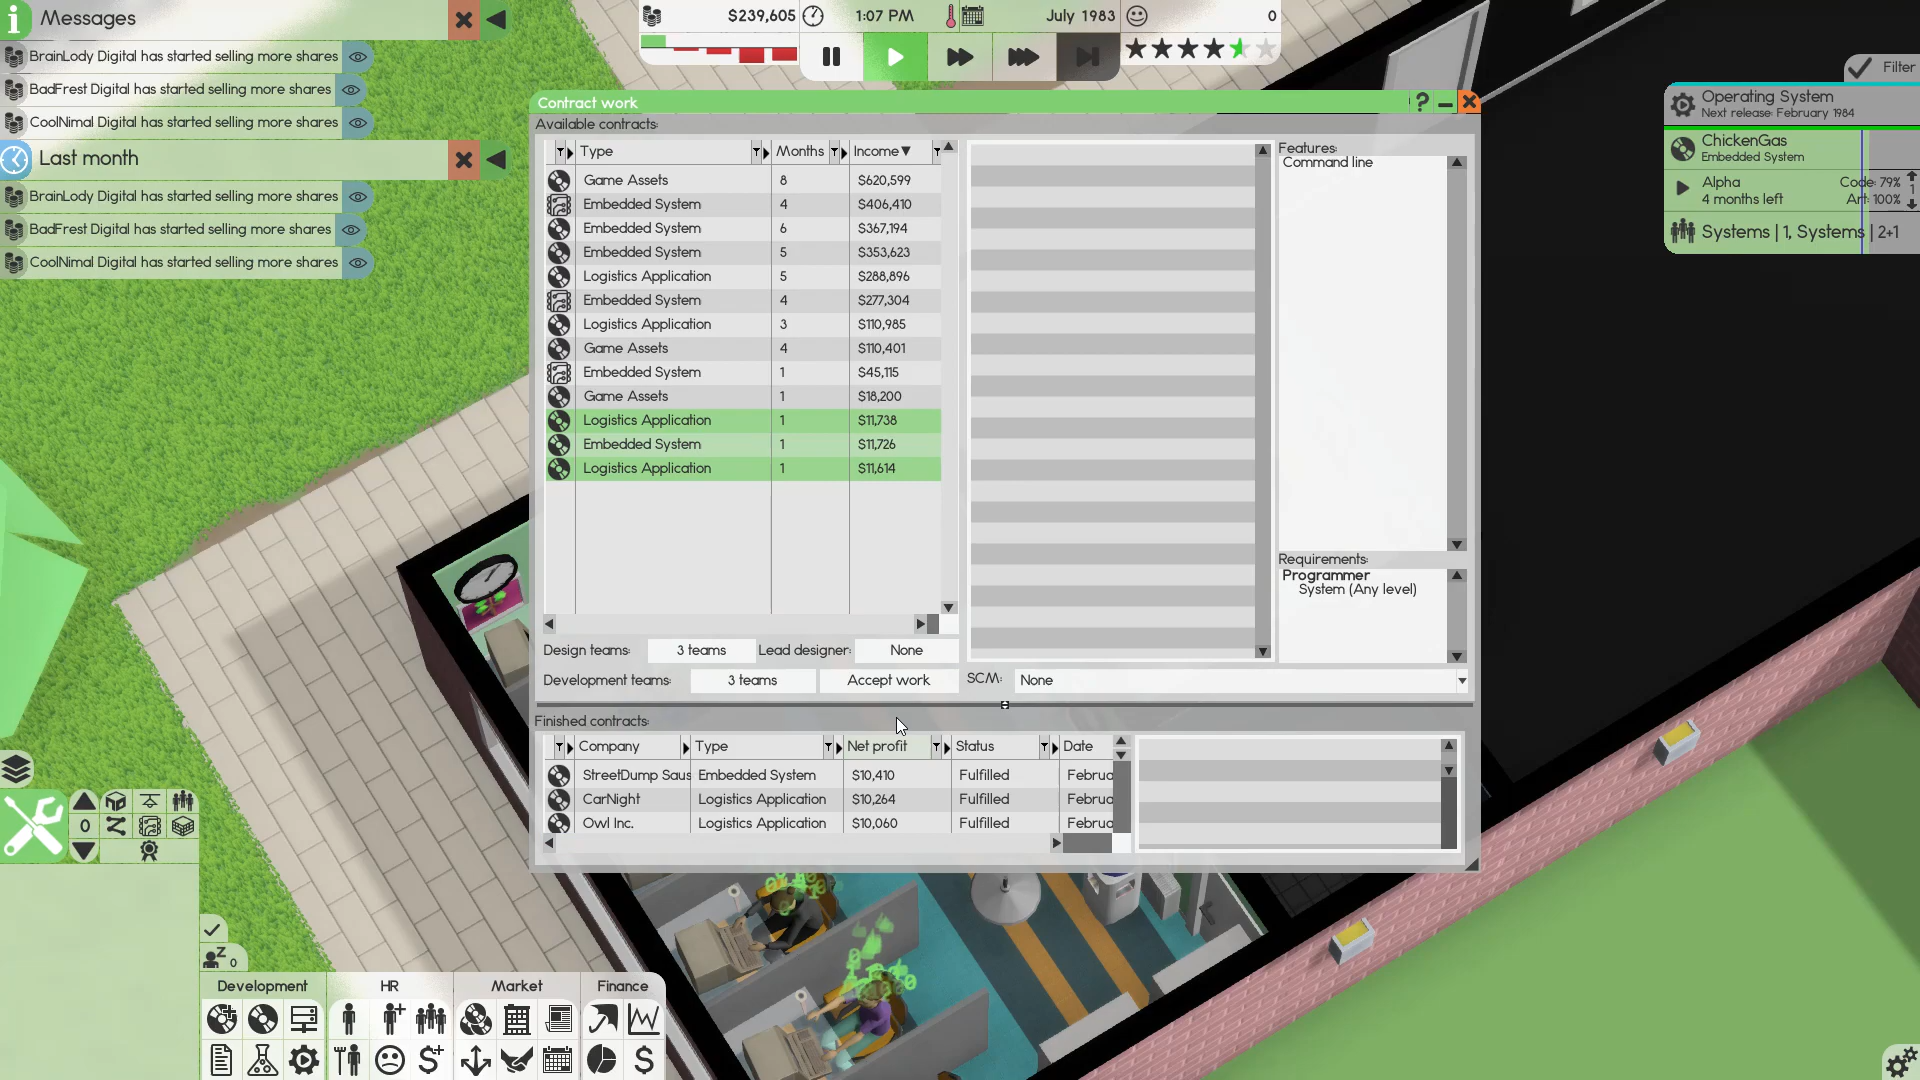 Messages
BrainLody Digital has started selling more shares
BadFrest Digital has started selling more shares
CoolNimal Digital has started selling more shares
Last month
BrainLody Digital has started selling more shares
BadFrest Digital has started selling more shares
CoolNimal Digital has started selling more shares
$239,605
1:07 PM
July 1983
0
Filter
Operating System
Next release: February 1984
ChickenGas
Embedded System
Alpha
4 months left
Code: 79%
Art: 100%
1
Systems | 1, Systems | 2+1
Contract work
?
Available contracts:
Type Months Income
Game Assets 8 $620,599
Embedded System 4 $406,410
Embedded System 6 $367,194
Embedded System 5 $353,623
Logistics Application 5 $288,896
Embedded System 4 $277,304
Logistics Application 3 $110,985
Game Assets 4 $110,401
Embedded System 1 $45,115
Game Assets 1 $18,200
Logistics Application 1 $11,738
Embedded System 1 $11,726
Logistics Application 1 $11,614
Features:
Command line
Requirements:
Programmer
System (Any level)
Design teams: 3 teams Lead designer: None
Development teams: 3 teams Accept work SCM: None
Finished contracts:
Company Type Net profit Status Date
StreetDump Saus Embedded System $10,410 Fulfilled Februa
CarNight Logistics Application $10,264 Fulfilled Februa
Owl Inc. Logistics Application $10,060 Fulfilled Februa
0
0
Development HR Market Finance